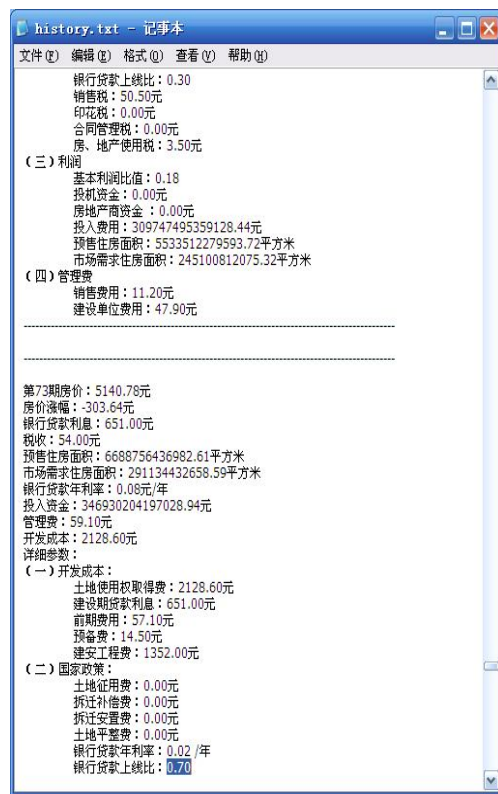 history.txt - 记事本
文件(F) 编辑(E) 格式(O) 查看(V) 帮助(H)
银行贷款上线比：0.30
销售税：50.50元
印花税：0.00元
合同管理税：0.00元
房、地产使用税：3.50元
(三)利润
基本利润比值：0.18
投机资金：0.00元
房地产商资金 ：0.00元
投入费用：309747495359128.44元
预售住房面积：5533512279593.72平方米
市场需求住房面积：245100812075.32平方米
(四)管理费
销售费用：11.20元
建设单位费用：47.90元
--------------------------------------------------------------------------------
--------------------------------------------------------------------------------
第73期房价：5140.78元
房价涨幅：-303.64元
银行贷款利息：651.00元
税收：54.00元
预售住房面积：6688756436982.61平方米
市场需求住房面积：291134432658.59平方米
银行贷款年利率：0.08元/年
投入资金：346930204197028.94元
管理费：59.10元
开发成本：2128.60元
详细参数：
(一)开发成本：
土地使用权取得费：2128.60元
建设期贷款利息：651.00元
前期费用：57.10元
预备费：14.50元
建安工程费：1352.00元
(二)国家政策：
土地征用费：0.00元
拆迁补偿费：0.00元
拆迁安置费：0.00元
土地平整费：0.00元
银行贷款年利率：0.02 /年
银行贷款上线比：0.70